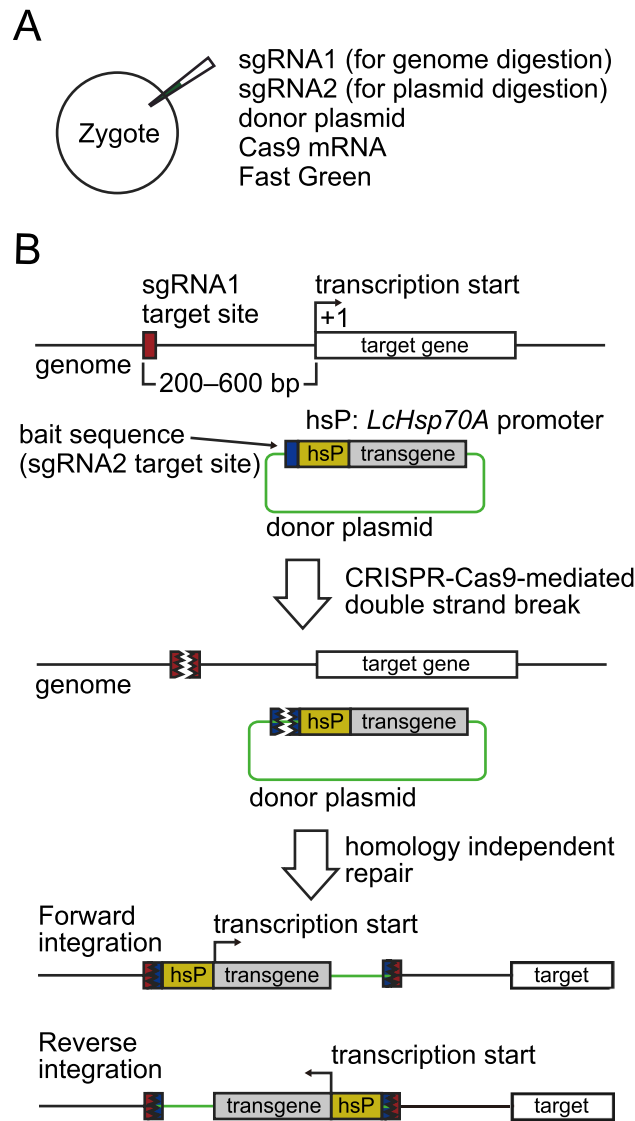 A
Zygote
sgRNA1 (for genome digestion)
sgRNA2 (for plasmid digestion)
donor plasmid
Cas9 mRNA
Fast Green
B
sgRNA1
target site
transcription start
+1
target gene
genome
200–600 bp
hsP: LcHsp70A promoter
bait sequence
(sgRNA2 target site)
hsP
transgene
donor plasmid
CRISPR-Cas9-mediated
double strand break
target gene
genome
hsP
transgene
donor plasmid
homology independent
repair
Forward
integration
transcription start
hsP
transgene
target
Reverse
integration
transcription start
transgene
hsP
target